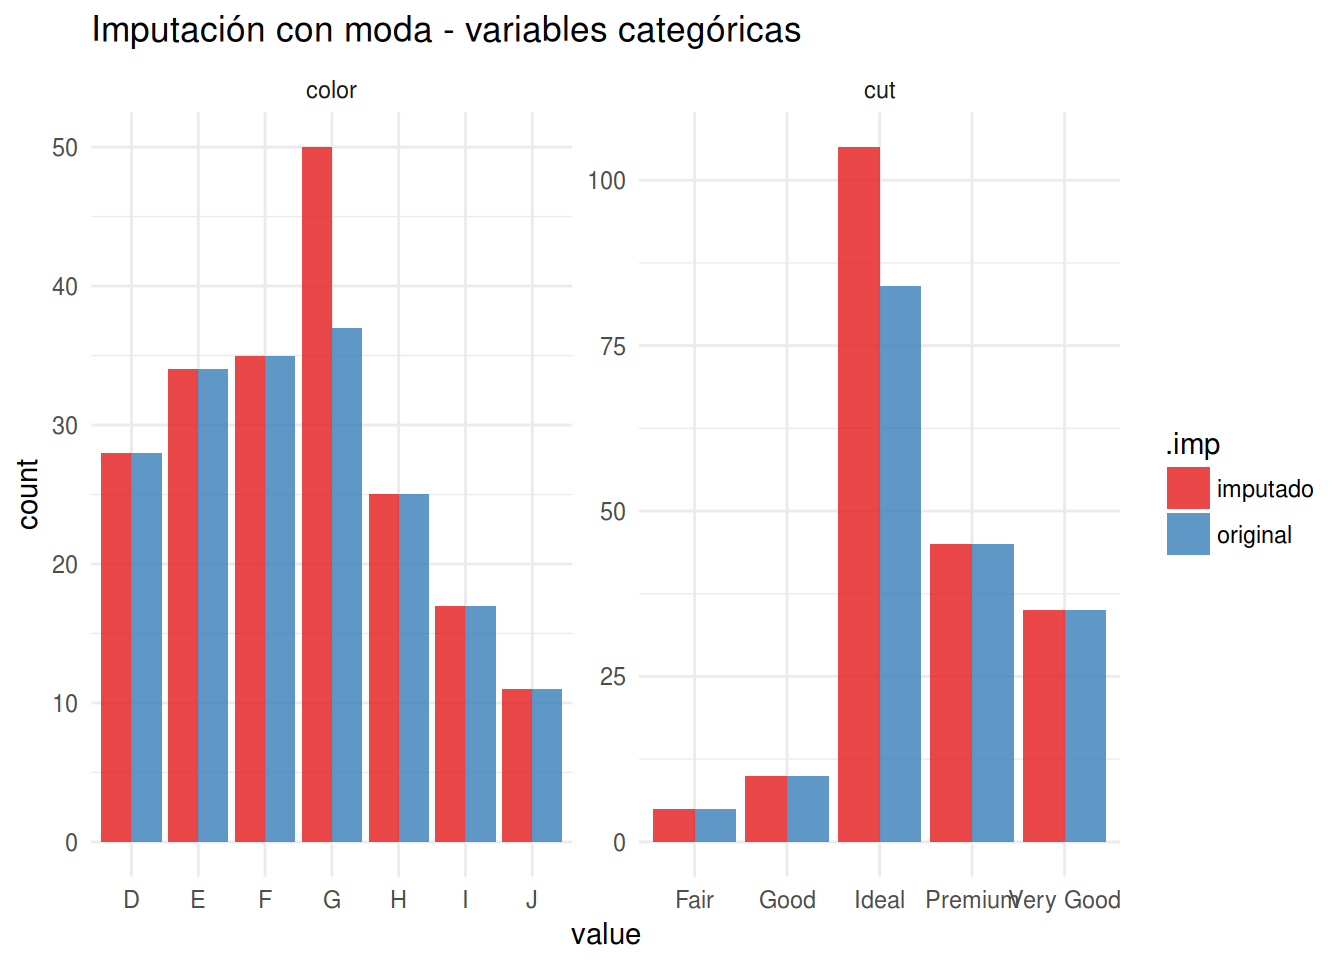 Imputación con moda - variables categóricas
color
cut
count
50
40
30
20
10
0
100
75
50
25
0
D E F G H I J
Fair Good Ideal Premium Very Good
value
.imp
imputado
original